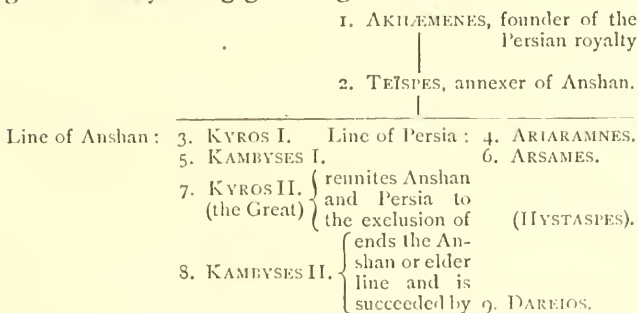 1. AKHÆMENES, founder of the
Persian royalty
2. TEÏSPES, annexer of Anshan.
Line of Anshan: 3. KYROS I. Line of Persia: 4. ARIARAMNES.
5. KAMBYSES I. 6. ARSAMES.
7. KYROS II. reunites Anshan
(the Great) and Persia to
the exclusion of (HYSTASPES).
ends the An-
8. KAMBYSES II. shan or elder
line and is
succeeded by 9. DAREIOS.